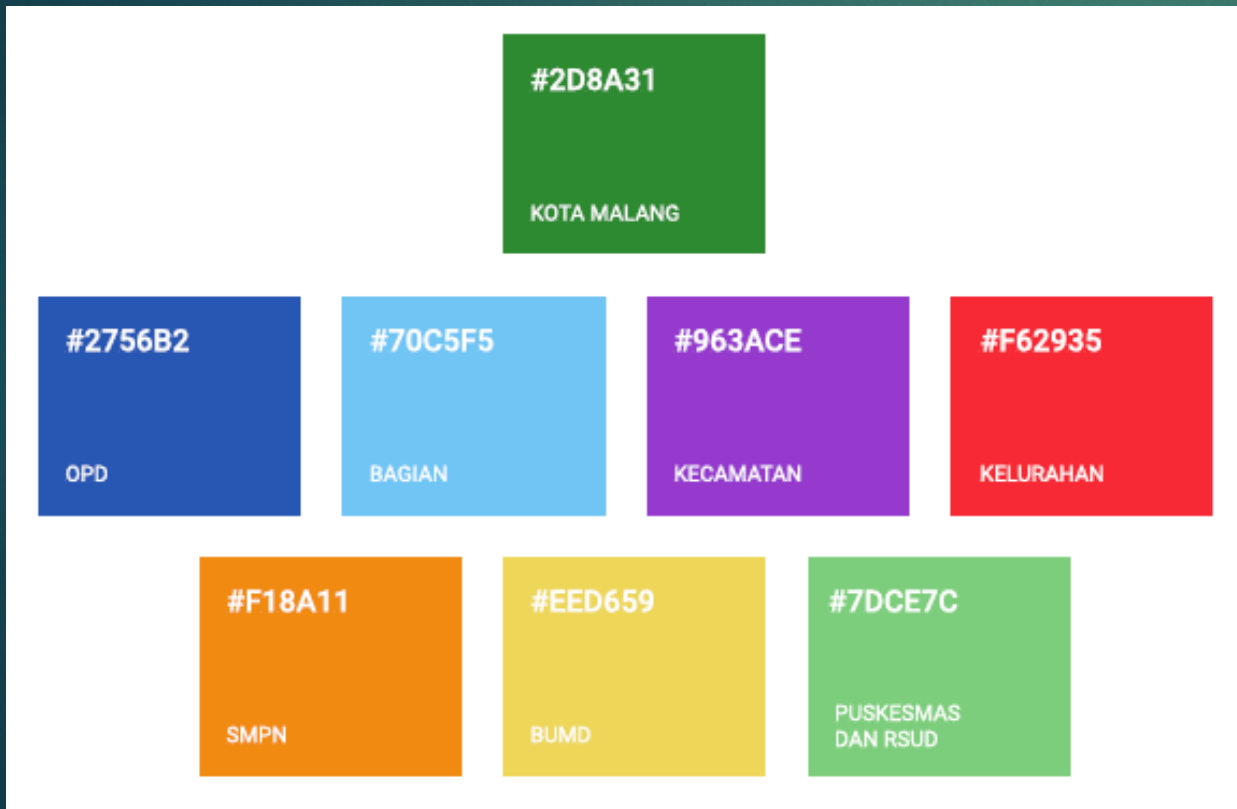 #2D8A31
KOTA MALANG
#2756B2
OPD
#70C5F5
BAGIAN
#963ACE
KECAMATAN
#F62935
KELURAHAN
#F18A11
SMPN
#EED659
BUMD
#7DCE7C
PUSKESMAS
DAN RSUD